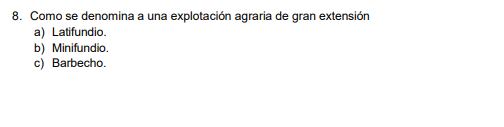 8. Como se denomina a una explotación agraria de gran extensión
a) Latifundio.
b) Minifundio.
c) Barbecho.